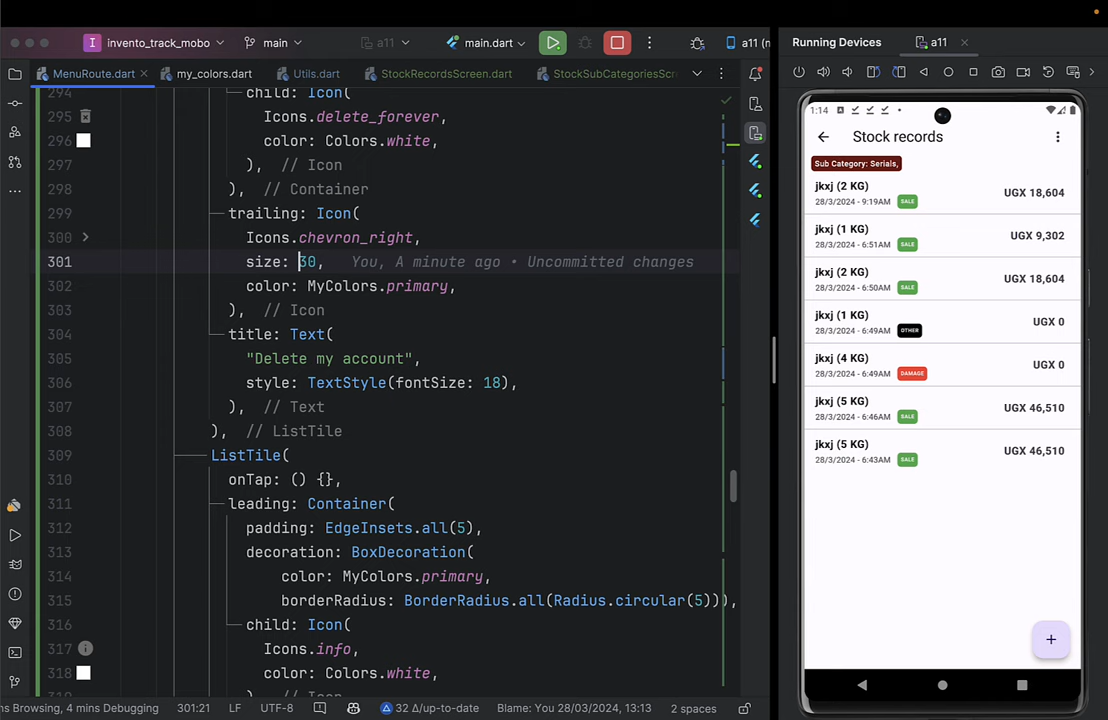 invento_track_mobo
main
a11
main.dart
a11 (n
Running Devices
a11
MenuRoute.dart
my_colors.dart
Utils.dart
StockRecordsScreen.dart
StockSubCategoriesScr
294
child: Icon(
295
Icons.delete_forever,
296
color: Colors.white,
297
), // Icon
298
), // Container
299
trailing: Icon(
300
Icons.chevron_right,
301
size: 30, You, A minute ago • Uncommitted changes
302
color: MyColors.primary,
303
), // Icon
304
title: Text(
305
"Delete my account",
306
style: TextStyle(fontSize: 18),
307
), // Text
308
), // ListTile
309
ListTile(
310
onTap: () {},
311
leading: Container(
312
padding: EdgeInsets.all(5),
313
decoration: BoxDecoration(
314
color: MyColors.primary,
315
borderRadius: BorderRadius.all(Radius.circular(5))),
316
child: Icon(
317
Icons.info,
318
color: Colors.white,
319
), // Icon
1:14
Stock records
Sub Category: Serials,
jkxj (2 KG)
28/3/2024 - 9:19AM
SALE
UGX 18,604
jkxj (1 KG)
28/3/2024 - 6:51AM
SALE
UGX 9,302
jkxj (2 KG)
28/3/2024 - 6:50AM
SALE
UGX 18,604
jkxj (1 KG)
28/3/2024 - 6:49AM
OTHER
UGX 0
jkxj (4 KG)
28/3/2024 - 6:49AM
DAMAGE
UGX 0
jkxj (5 KG)
28/3/2024 - 6:46AM
SALE
UGX 46,510
jkxj (5 KG)
28/3/2024 - 6:43AM
SALE
UGX 46,510
ns Browsing, 4 mins Debugging
301:21
LF
UTF-8
32 Δ/up-to-date
Blame: You 28/03/2024, 13:13
2 spaces